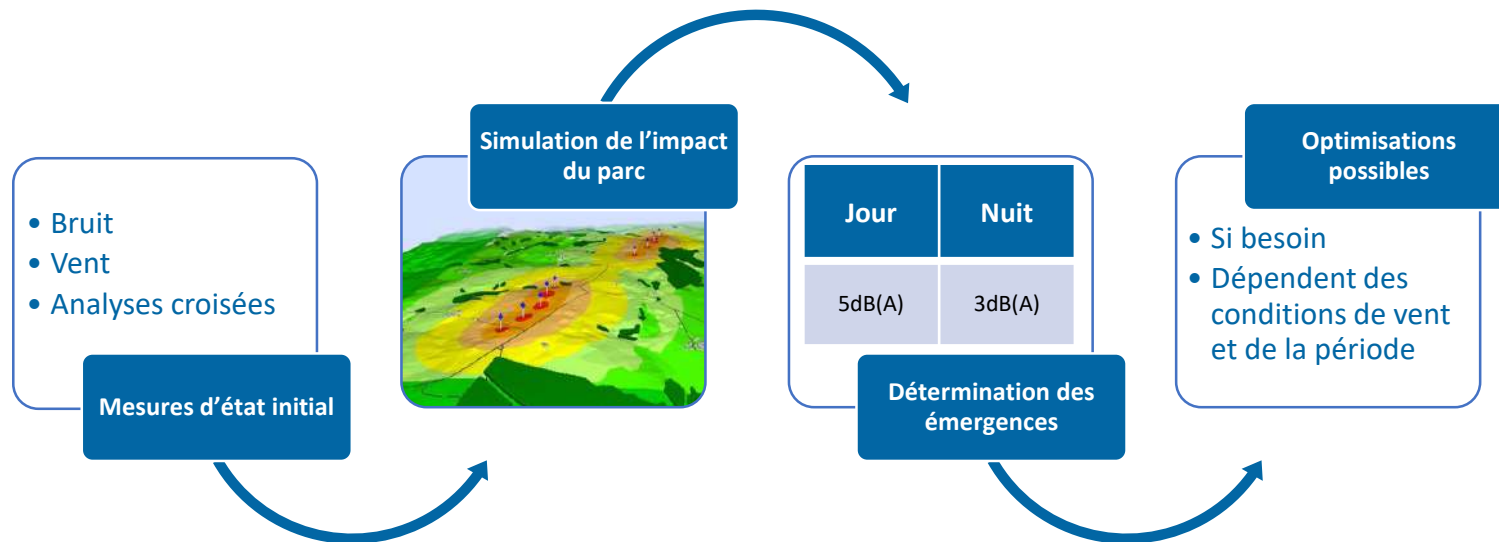 • Bruit
• Vent
• Analyses croisées
Mesures d’état initial
Simulation de l’impact
du parc
Jour
Nuit
5dB(A)
3dB(A)
Détermination des
émergences
Optimisations
possibles
• Si besoin
• Dépendent des
conditions de vent
et de la période